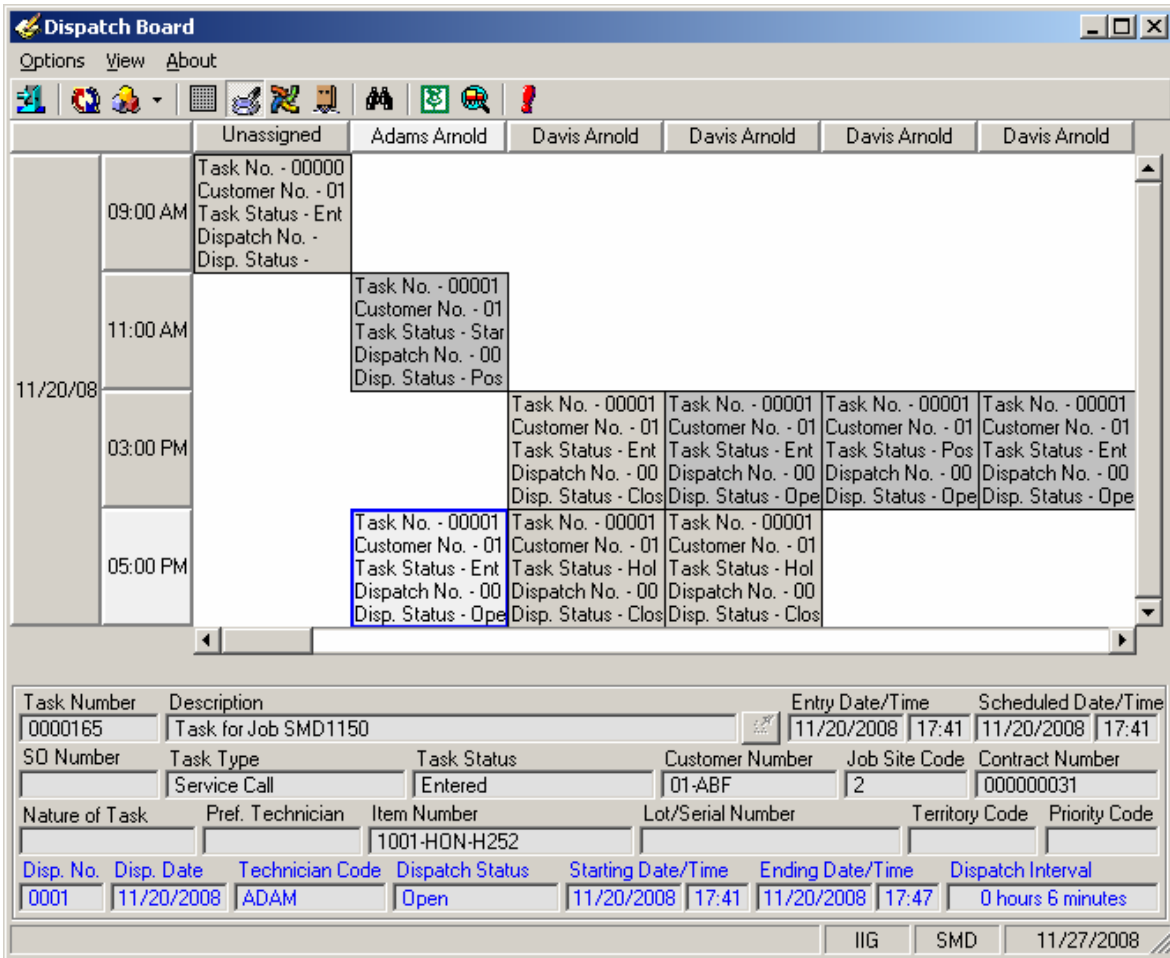 Dispatch Board
Options View About
Unassigned Adams Arnold Davis Arnold Davis Arnold Davis Arnold Davis Arnold
11/20/08
09:00 AM
Task No. - 00000
Customer No. - 01
Task Status - Ent
Dispatch No. -
Disp. Status -
11:00 AM
Task No. - 00001
Customer No. - 01
Task Status - Star
Dispatch No. - 00
Disp. Status - Pos
03:00 PM
Task No. - 00001 Task No. - 00001 Task No. - 00001 Task No. - 00001
Customer No. - 01 Customer No. - 01 Customer No. - 01 Customer No. - 01
Task Status - Ent Task Status - Ent Task Status - Pos Task Status - Ent
Dispatch No. - 00 Dispatch No. - 00 Dispatch No. - 00 Dispatch No. - 00
Disp. Status - Clos Disp. Status - Ope Disp. Status - Ope Disp. Status - Ope
05:00 PM
Task No. - 00001 Task No. - 00001 Task No. - 00001
Customer No. - 01 Customer No. - 01 Customer No. - 01
Task Status - Ent Task Status - Hol Task Status - Hol
Dispatch No. - 00 Dispatch No. - 00 Dispatch No. - 00
Disp. Status - Ope Disp. Status - Clos Disp. Status - Clos
Task Number Description Entry Date/Time Scheduled Date/Time
0000165 Task for Job SMD1150 11/20/2008 17:41 11/20/2008 17:41
SO Number Task Type Task Status Customer Number Job Site Code Contract Number
Service Call Entered 01-ABF 2 000000031
Nature of Task Pref. Technician Item Number Lot/Serial Number Territory Code Priority Code
1001-HON-H252
Disp. No. Disp. Date Technician Code Dispatch Status Starting Date/Time Ending Date/Time Dispatch Interval
0001 11/20/2008 ADAM Open 11/20/2008 17:41 11/20/2008 17:47 0 hours 6 minutes
IIG SMD 11/27/2008